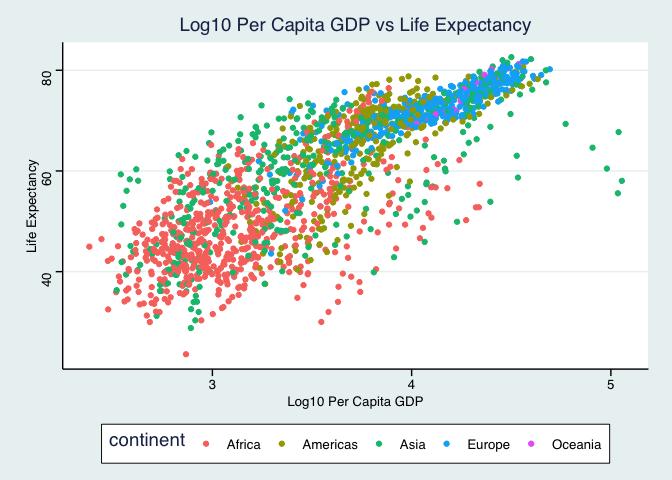 Log10 Per Capita GDP vs Life Expectancy
Life Expectancy
80
60
40
3 4 5
Log10 Per Capita GDP
continent Africa Americas Asia Europe Oceania